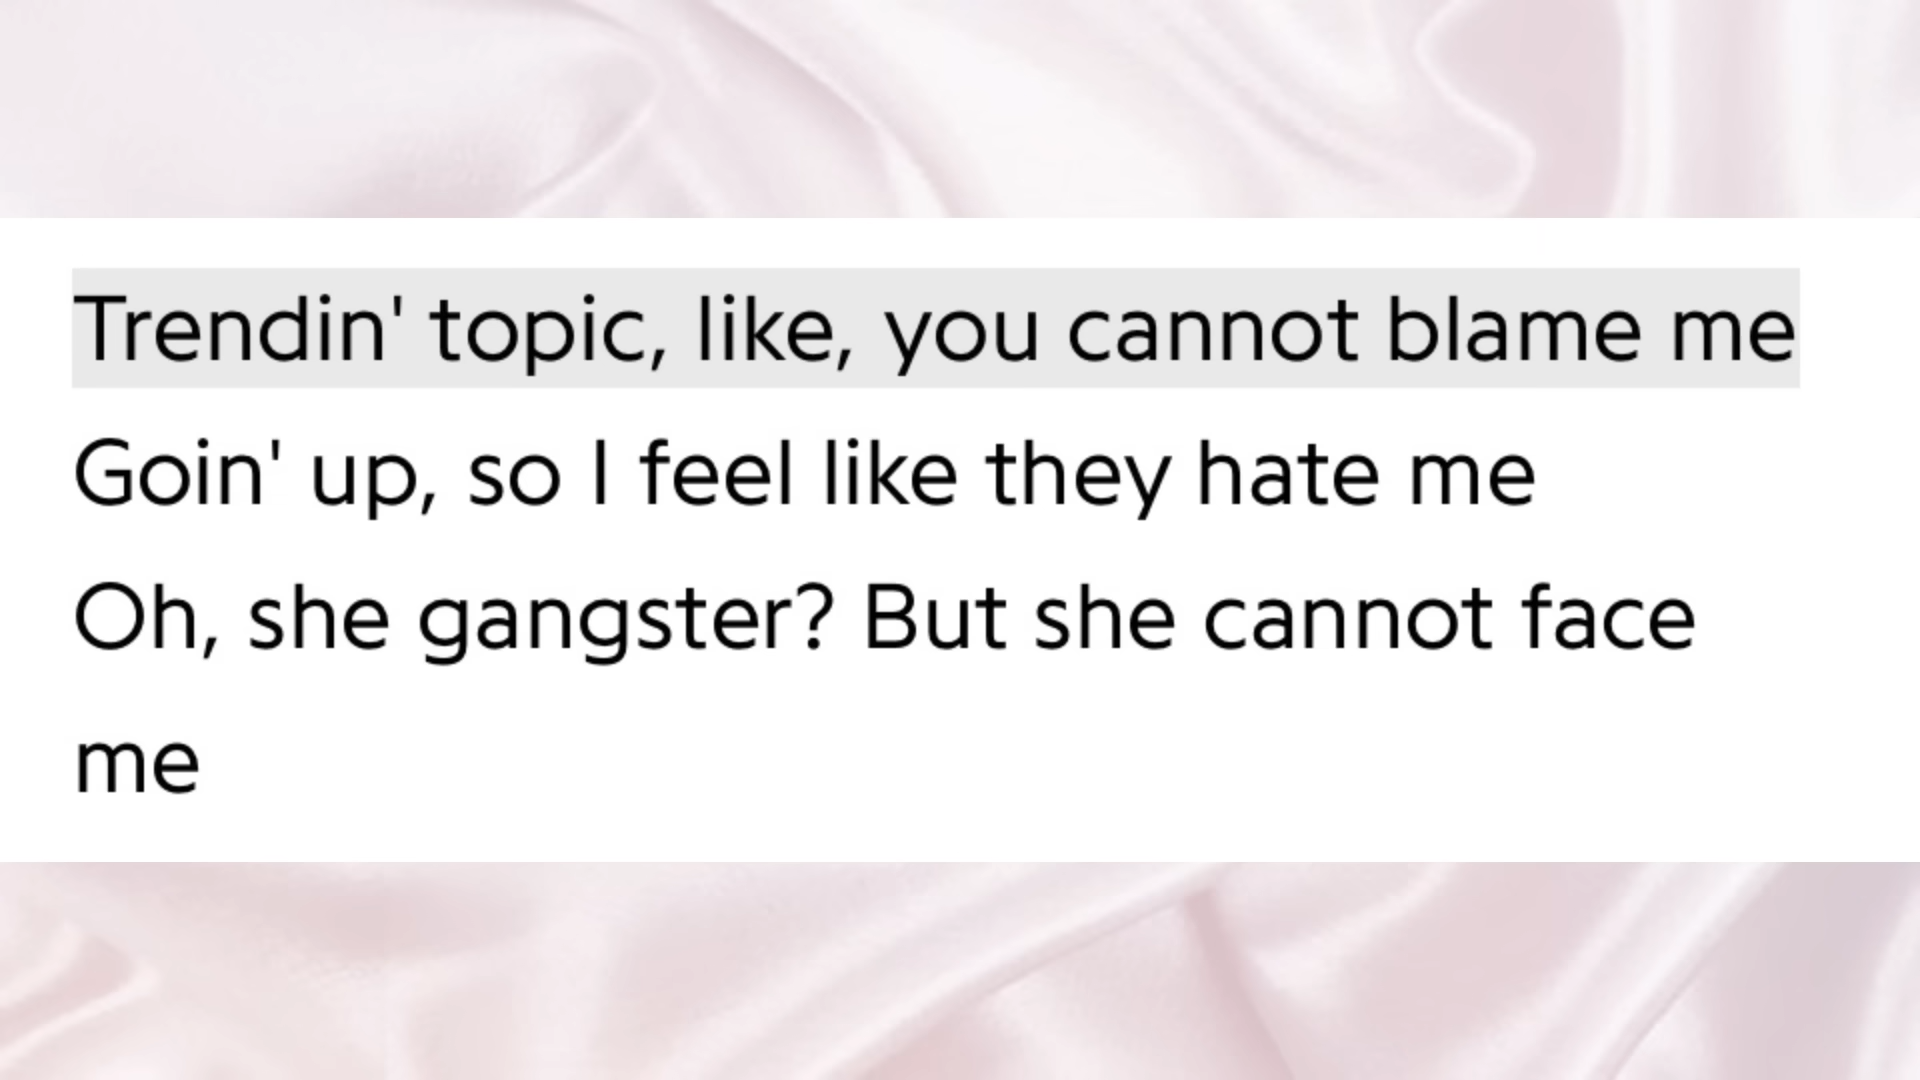 Trendin' topic, like, you cannot blame me
Goin' up, so I feel like they hate me
Oh, she gangster? But she cannot face
me